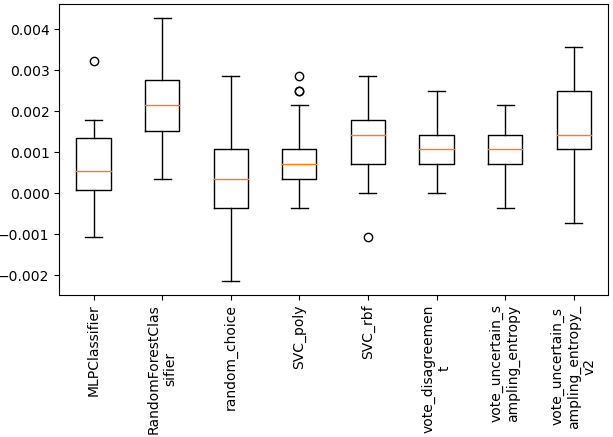 0.004
0.003
0.002
0.001
0.000
−0.001
−0.002
MLPClassifier
RandomForestClas
sifier
random_choice
SVC_poly
SVC_rbf
vote_disagreemen
t
vote_uncertain_s
ampling_entropy
vote_uncertain_s
ampling_entropy_
v2